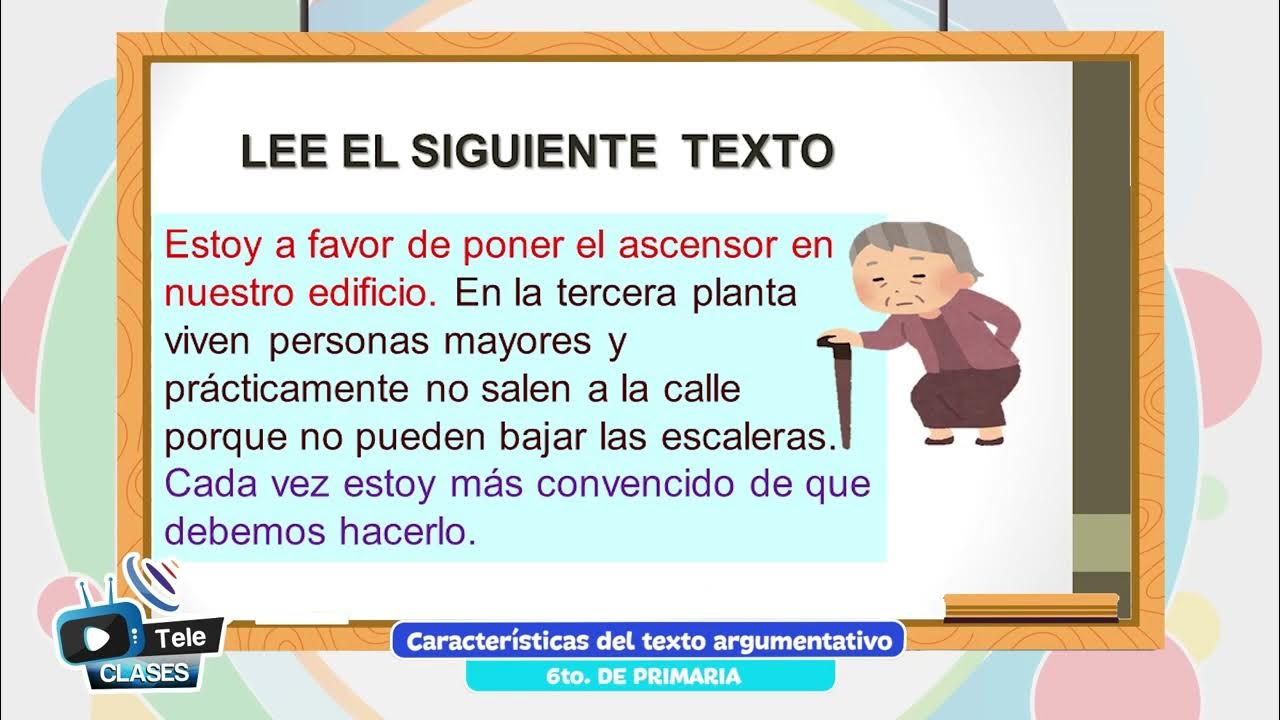 LEE EL SIGUIENTE TEXTO
Estoy a favor de poner el ascensor en
nuestro edificio. En la tercera planta
viven personas mayores y
prácticamente no salen a la calle
porque no pueden bajar las escaleras.
Cada vez estoy más convencido de que
debemos hacerlo.
Tele
CLASES
Características del texto argumentativo
6to. DE PRIMARIA